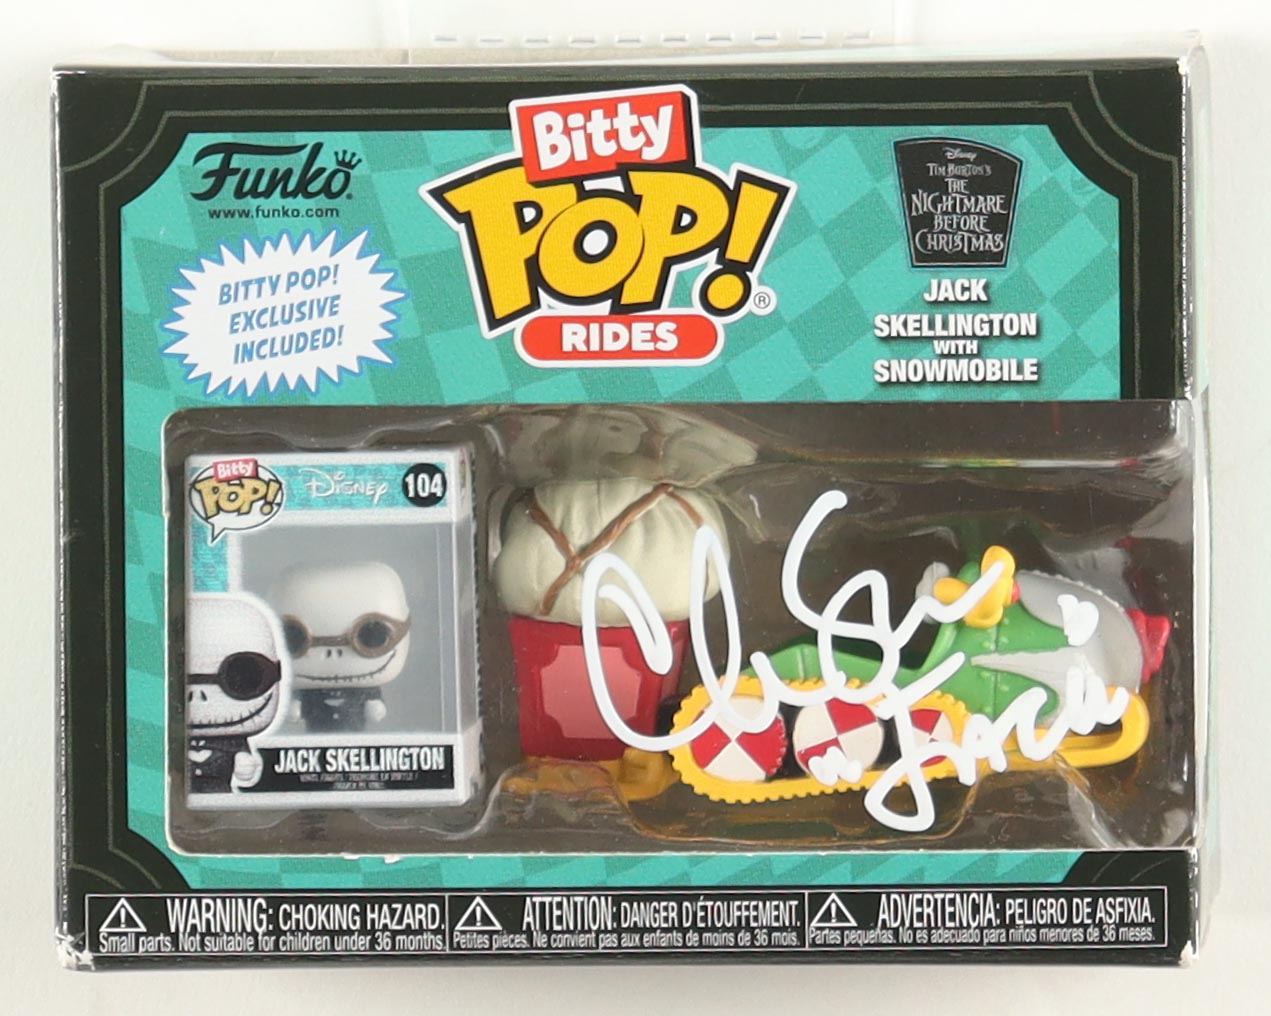 Funko
www.funko.com
Bitty
POP!
RIDES
®
BITTY POP!
EXCLUSIVE
INCLUDED!
Disney
TIM BURTON'S
THE
NIGHTMARE
BEFORE
CHRISTMAS
JACK
SKELLINGTON
WITH
SNOWMOBILE
Bitty
POP!
Disney
104
JACK SKELLINGTON
"Jack"
WARNING: CHOKING HAZARD.
Small parts. Not suitable for children under 36 months.
ATTENTION: DANGER D'ÉTOUFFEMENT.
Petites pièces. Ne convient pas aux enfants de moins de 36 mois.
ADVERTENCIA: PELIGRO DE ASFIXIA.
Partes pequeñas. No es adecuado para niños menores de 36 meses.